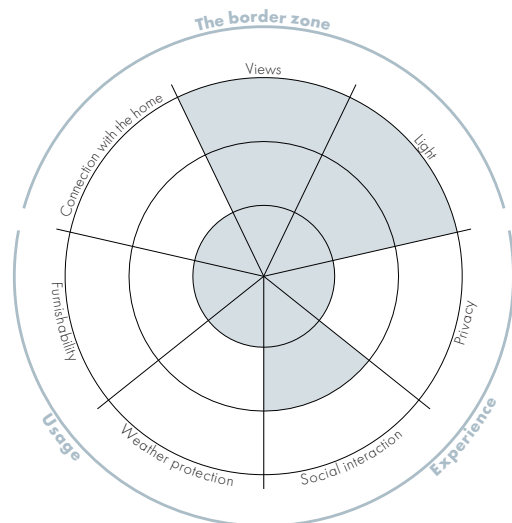 The border zone
Views
Connection with the home
Light
Furnishability
Privacy
Usage
Weather protection
Social interaction
Experience